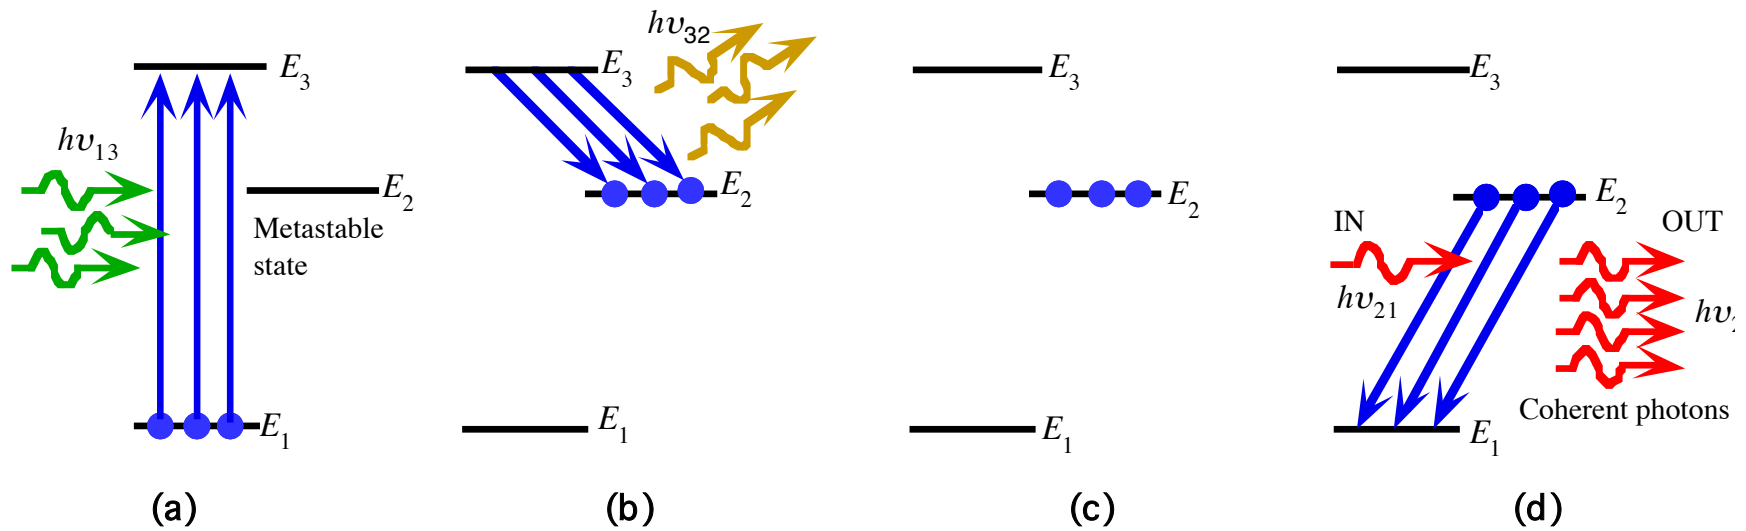 E₃
hυ₁₃
E₂
Metastable
state
E₁
(a)
hυ₃₂
E₃
E₂
E₁
(b)
E₃
E₂
E₁
(c)
E₃
E₂
IN
OUT
hυ₂₁
hυ₂
Coherent photons
E₁
(d)